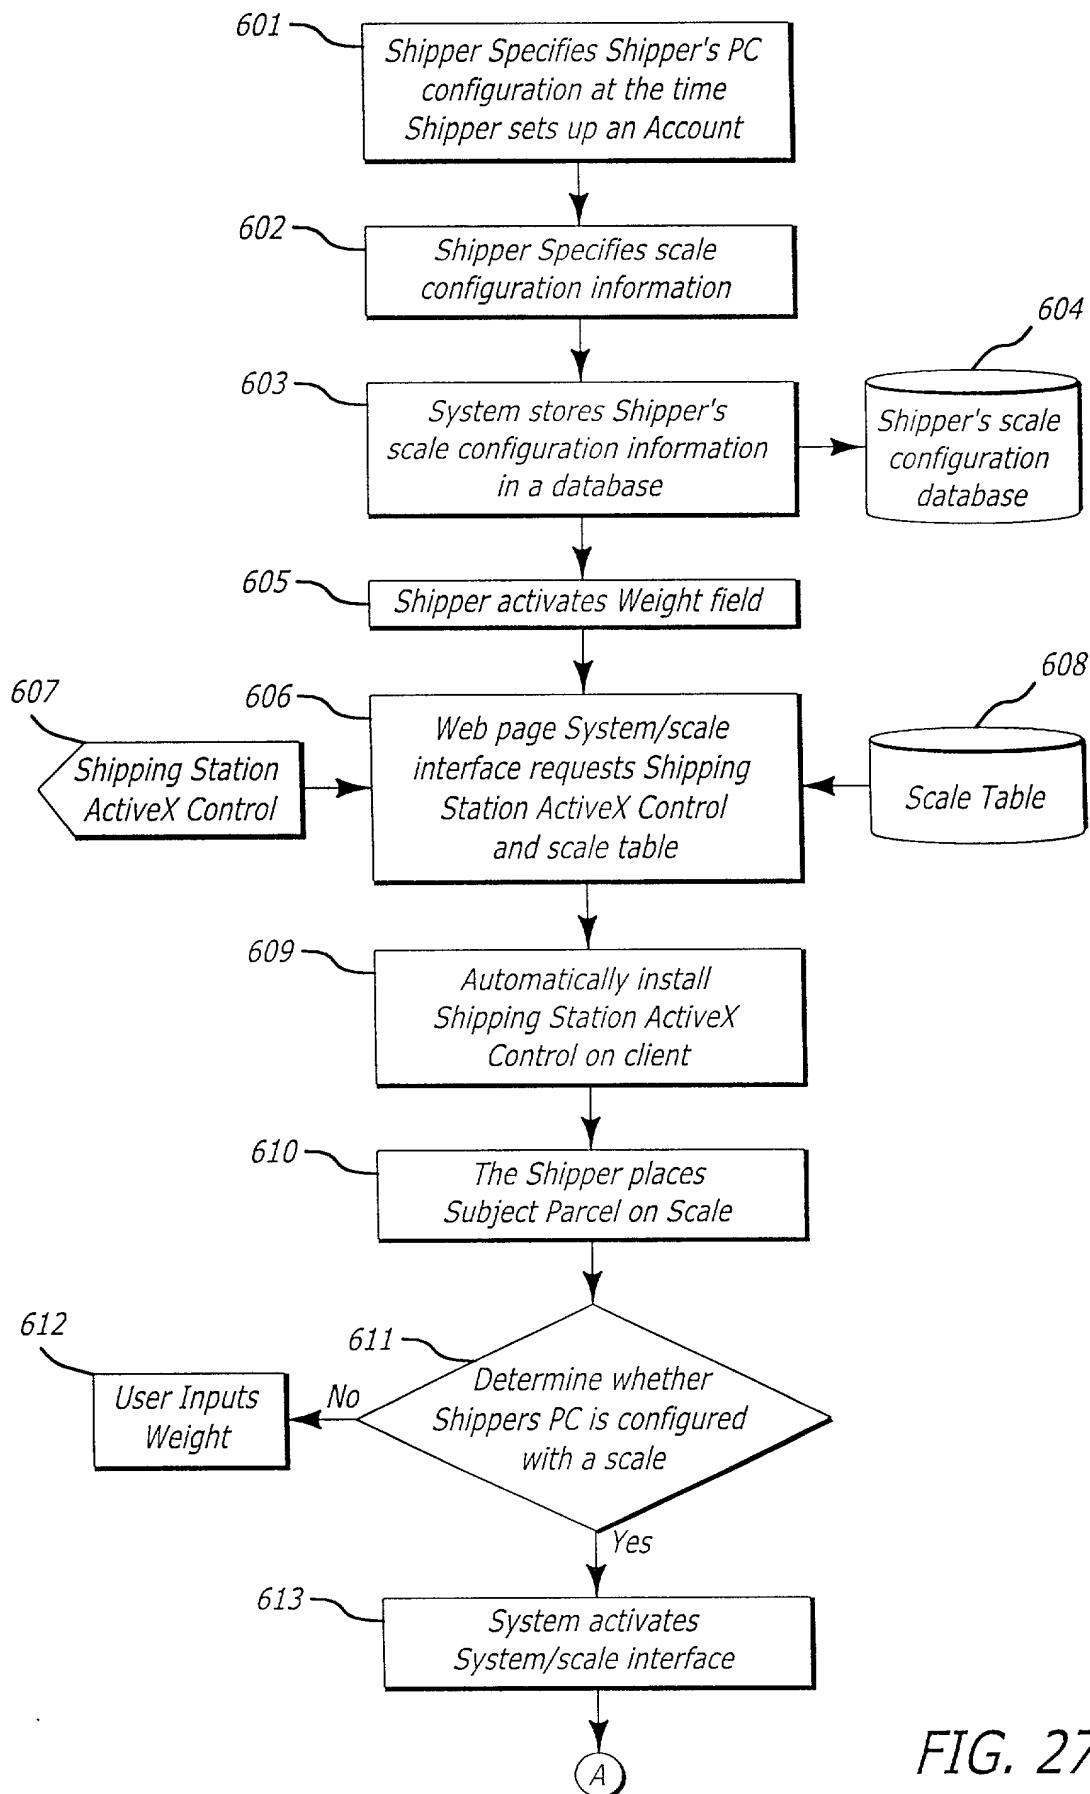 601
Shipper Specifies Shipper's PC
configuration at the time
Shipper sets up an Account
602
Shipper Specifies scale
configuration information
603
System stores Shipper's
scale configuration information
in a database
604
Shipper's scale
configuration
database
605
Shipper activates Weight field
607
Shipping Station
ActiveX Control
606
Web page System/scale
interface requests Shipping
Station ActiveX Control
and scale table
608
Scale Table
609
Automatically install
Shipping Station ActiveX
Control on client
610
The Shipper places
Subject Parcel on Scale
611
Determine whether
Shippers PC is configured
with a scale
No
612
User Inputs
Weight
Yes
613
System activates
System/scale interface
A
FIG. 27